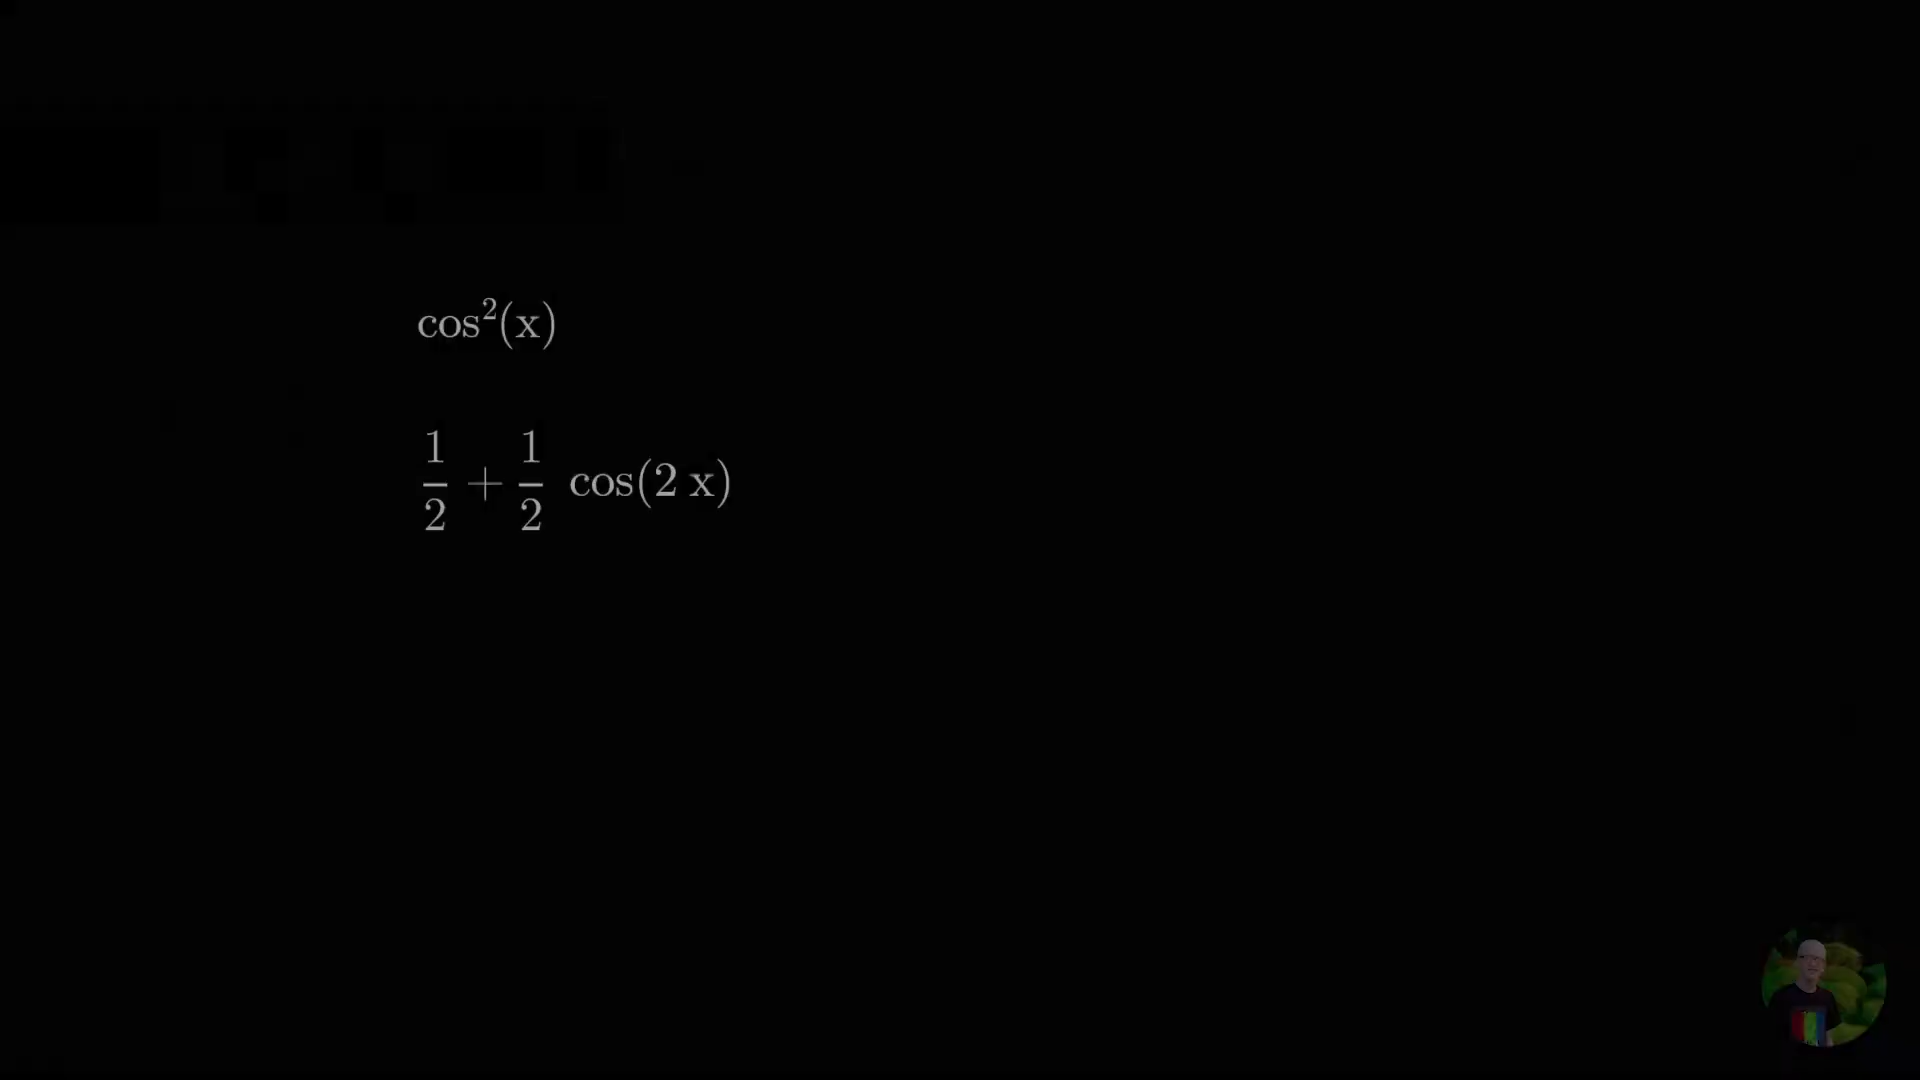 cos²(x)
1/2 + 1/2 cos(2 x)